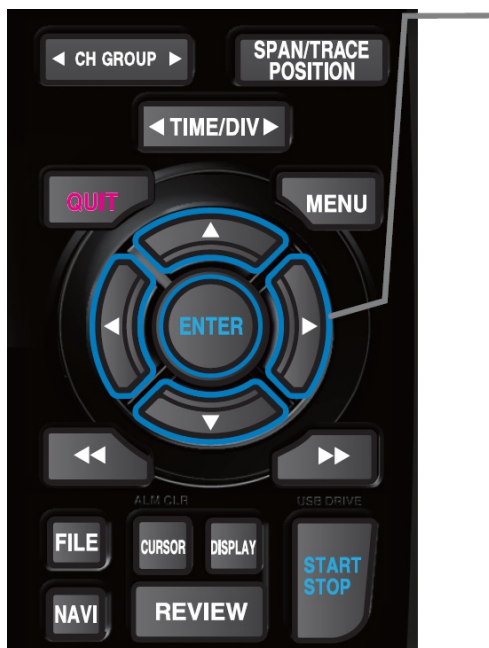 ◀ CH GROUP ▶
SPAN/TRACE
POSITION
◀ TIME/DIV ▶
QUIT
MENU
ENTER
ALM CLR
USB DRIVE
FILE
CURSOR
DISPLAY
START
STOP
NAVI
REVIEW